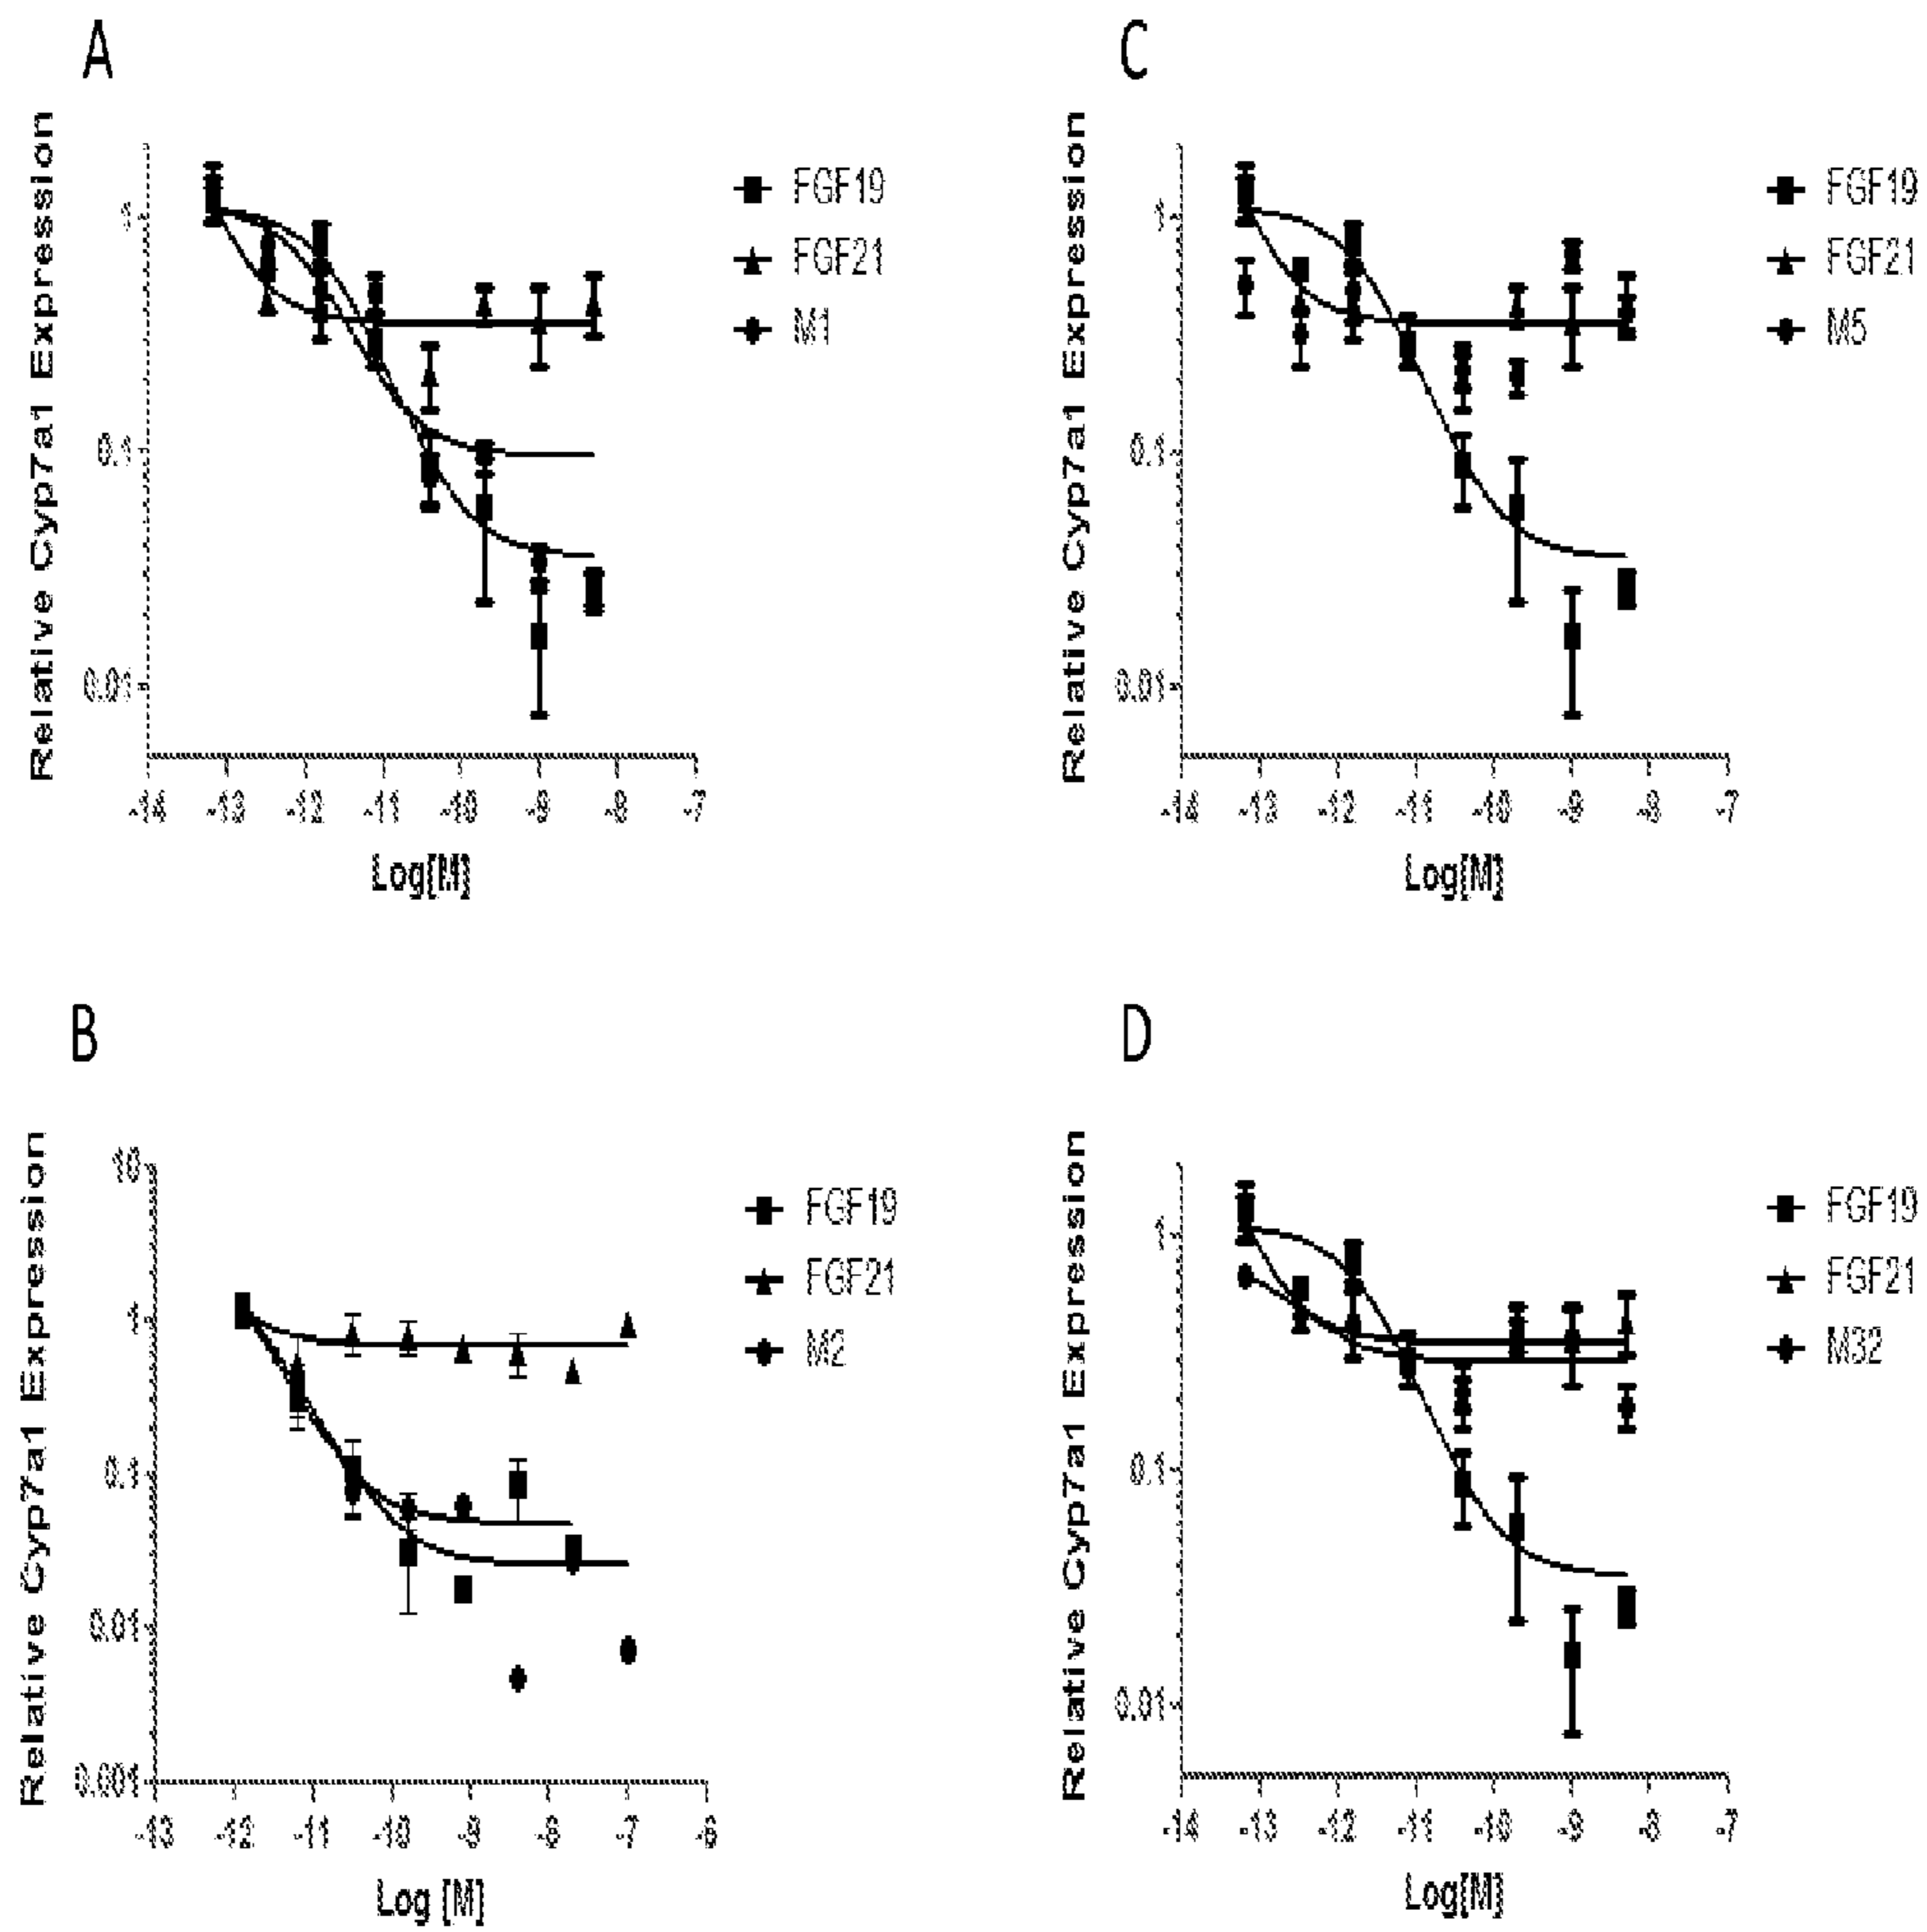 A
Relative Cyp7a1 Expression
1
0.1
0.01
-14 -13 -12 -11 -10 -9 -8 -7
Log[M]
FGF19
FGF21
M1
C
Relative Cyp7a1 Expression
1
0.1
0.01
-14 -13 -12 -11 -10 -9 -8 -7
Log[M]
FGF19
FGF21
M5
B
Relative Cyp7a1 Expression
10
1
0.1
0.01
0.001
-13 -12 -11 -10 -9 -8 -7 -6
Log [M]
FGF19
FGF21
M2
D
Relative Cyp7a1 Expression
1
0.1
0.01
-14 -13 -12 -11 -10 -9 -8 -7
Log[M]
FGF19
FGF21
M32